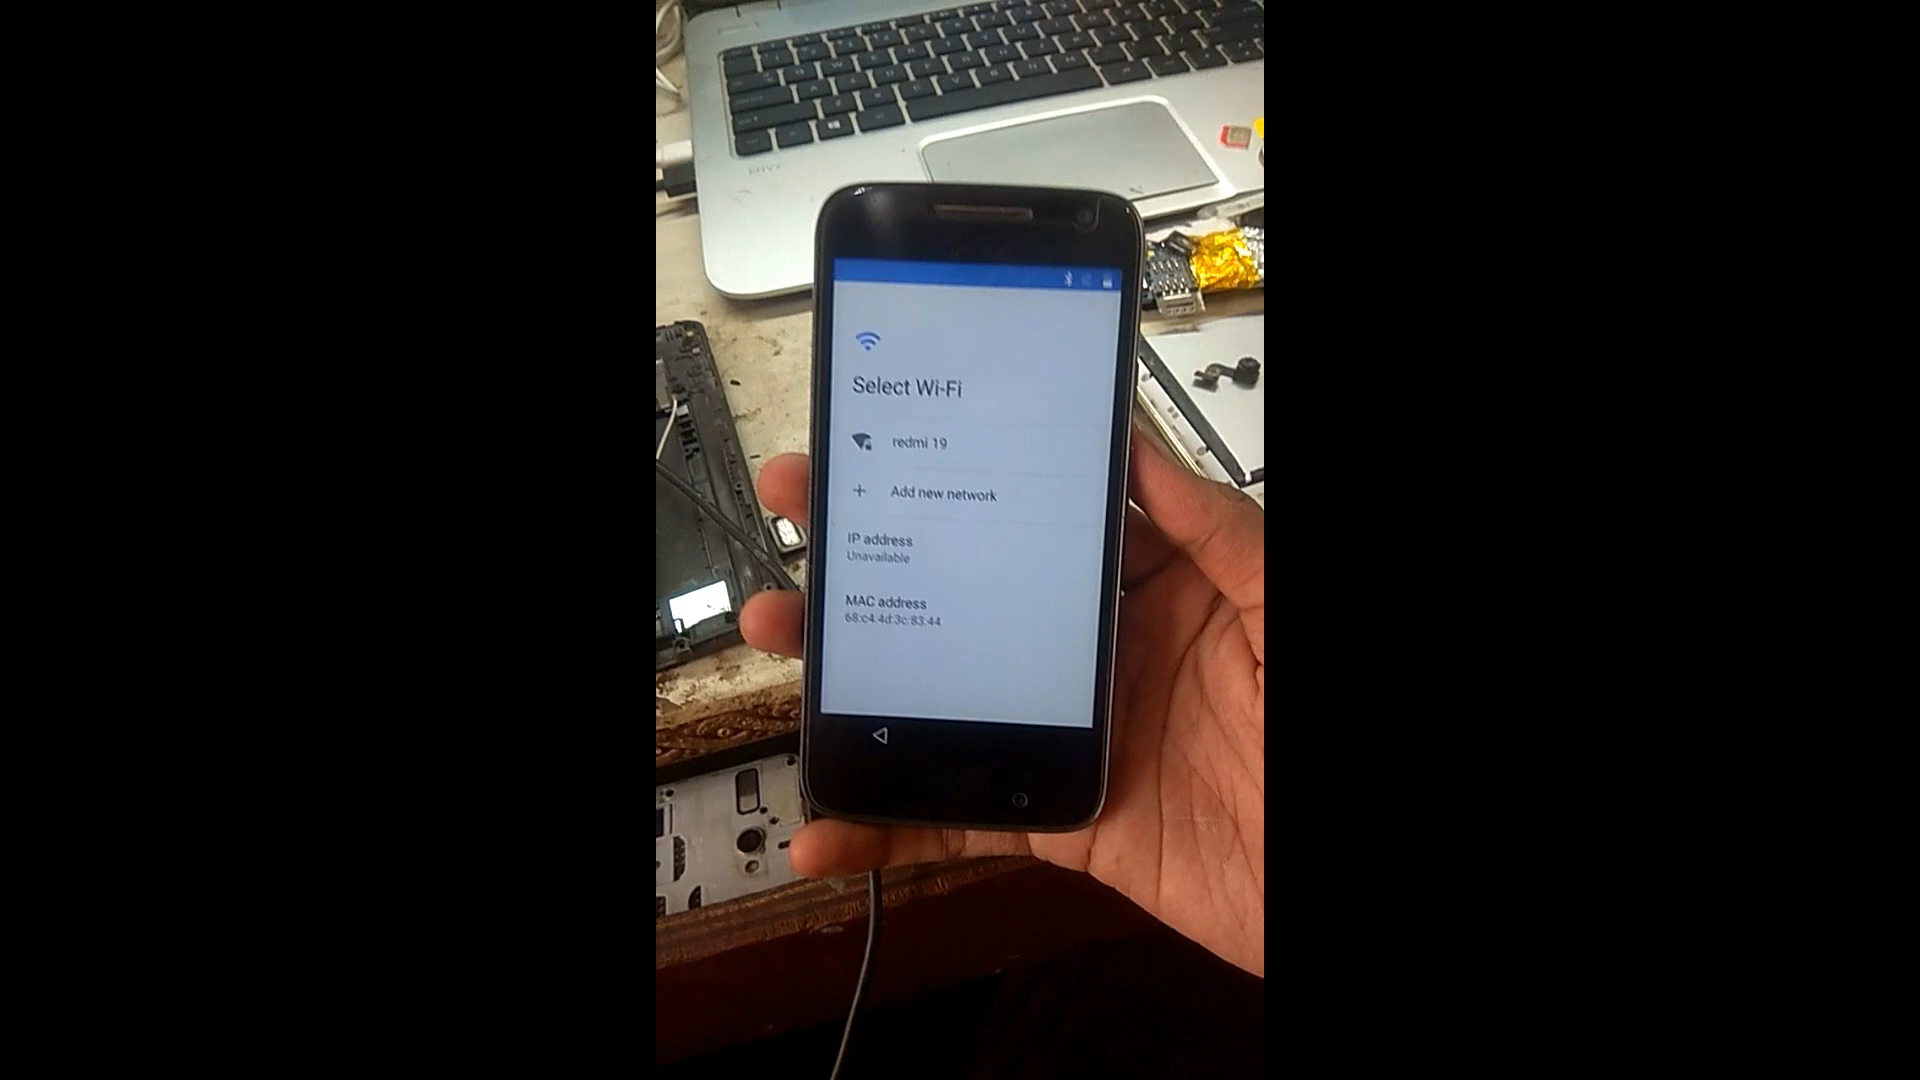 ENVY
Select Wi-Fi
redmi 19
Add new network
IP address
Unavailable
MAC address
68:c4:4d:3c:83:44